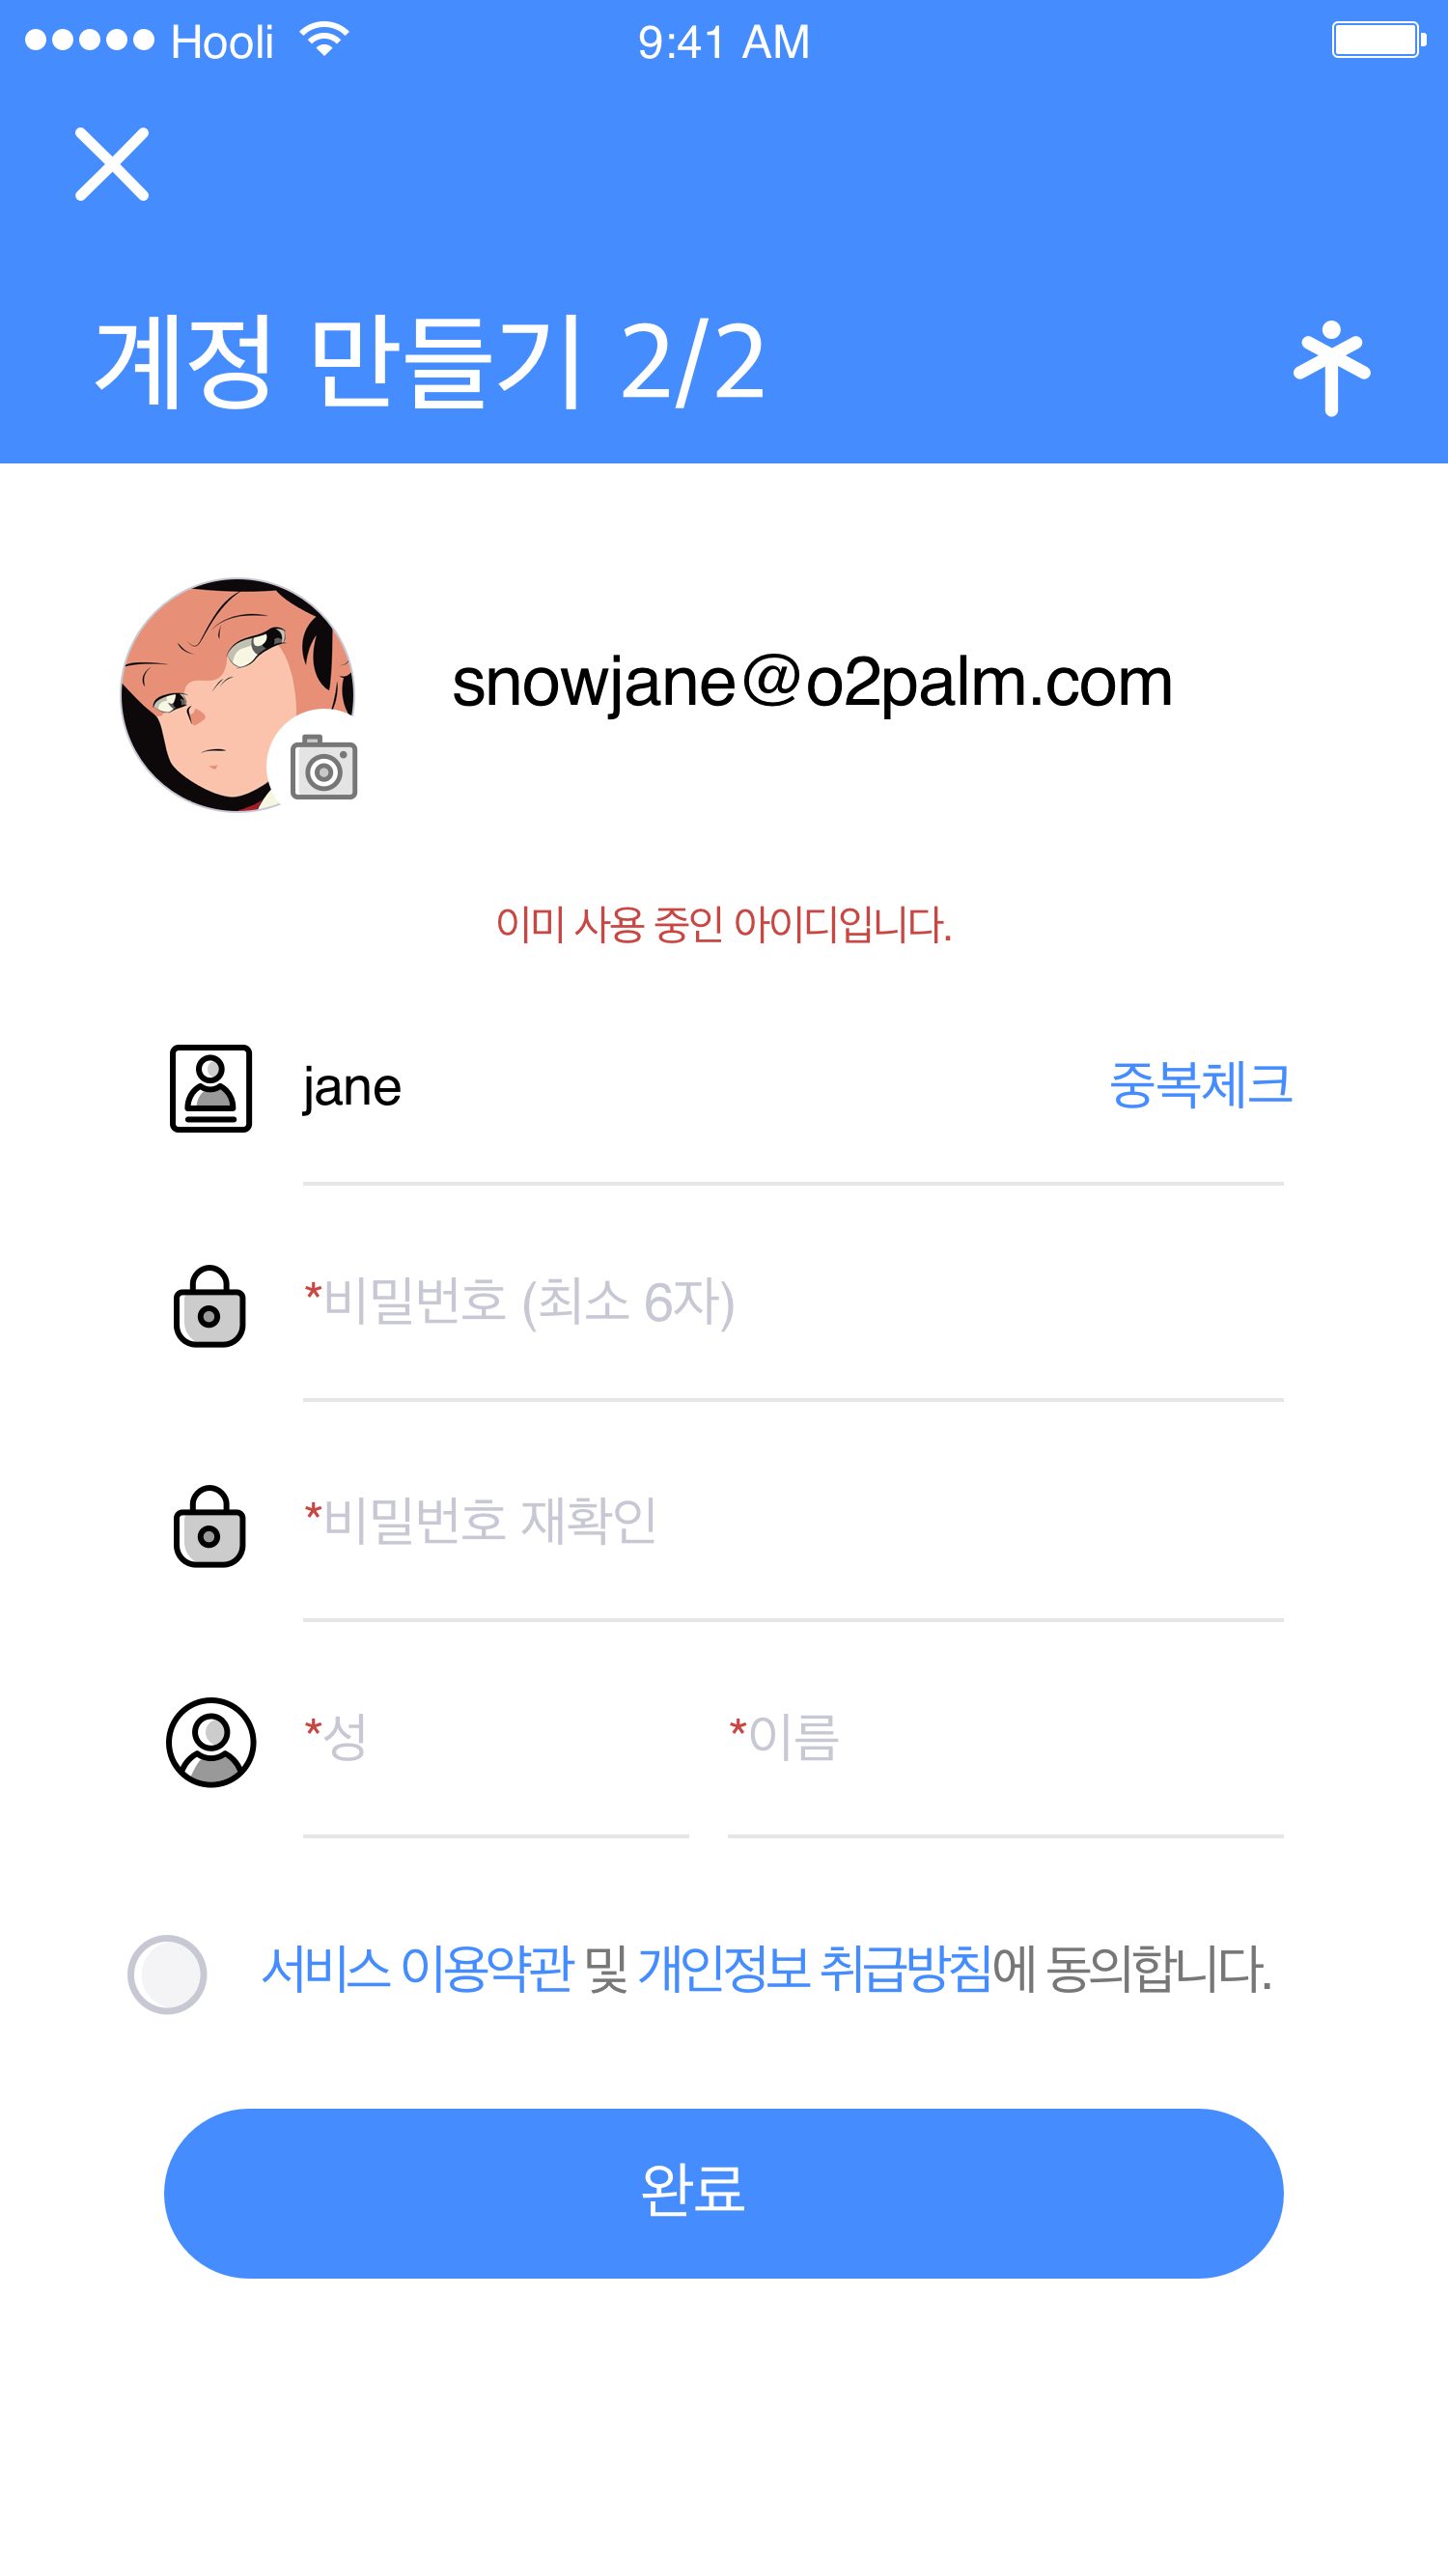 Hooli 9:41 AM
계정 만들기 2/2
snowjane@o2palm.com
이미 사용 중인 아이디입니다.
jane 중복체크
*비밀번호 (최소 6자)
*비밀번호 재확인
*성 *이름
서비스 이용약관 및 개인정보 취급방침에 동의합니다.
완료